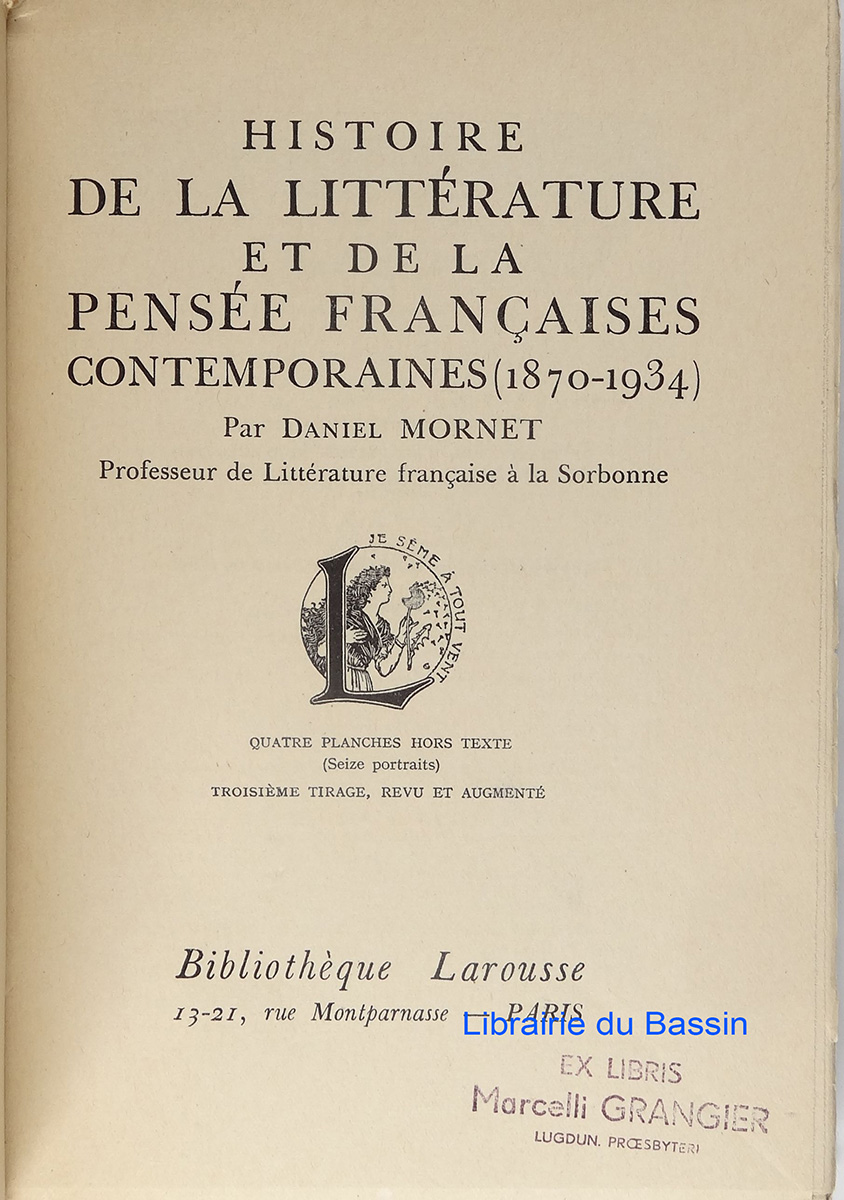 HISTOIRE
DE LA LITTÉRATURE
ET DE LA
PENSÉE FRANÇAISES
CONTEMPORAINES (1870-1934)
Par DANIEL MORNET
Professeur de Littérature française à la Sorbonne
JE SÈME À TOUT VENT
L
QUATRE PLANCHES HORS TEXTE
(Seize portraits)
TROISIÈME TIRAGE, REVU ET AUGMENTÉ
Bibliothèque Larousse
13-21, rue Montparnasse — PARIS
Librairie du Bassin
EX LIBRIS
Marcelli GRANGIER
LUGDUN. PRŒSBYTERI